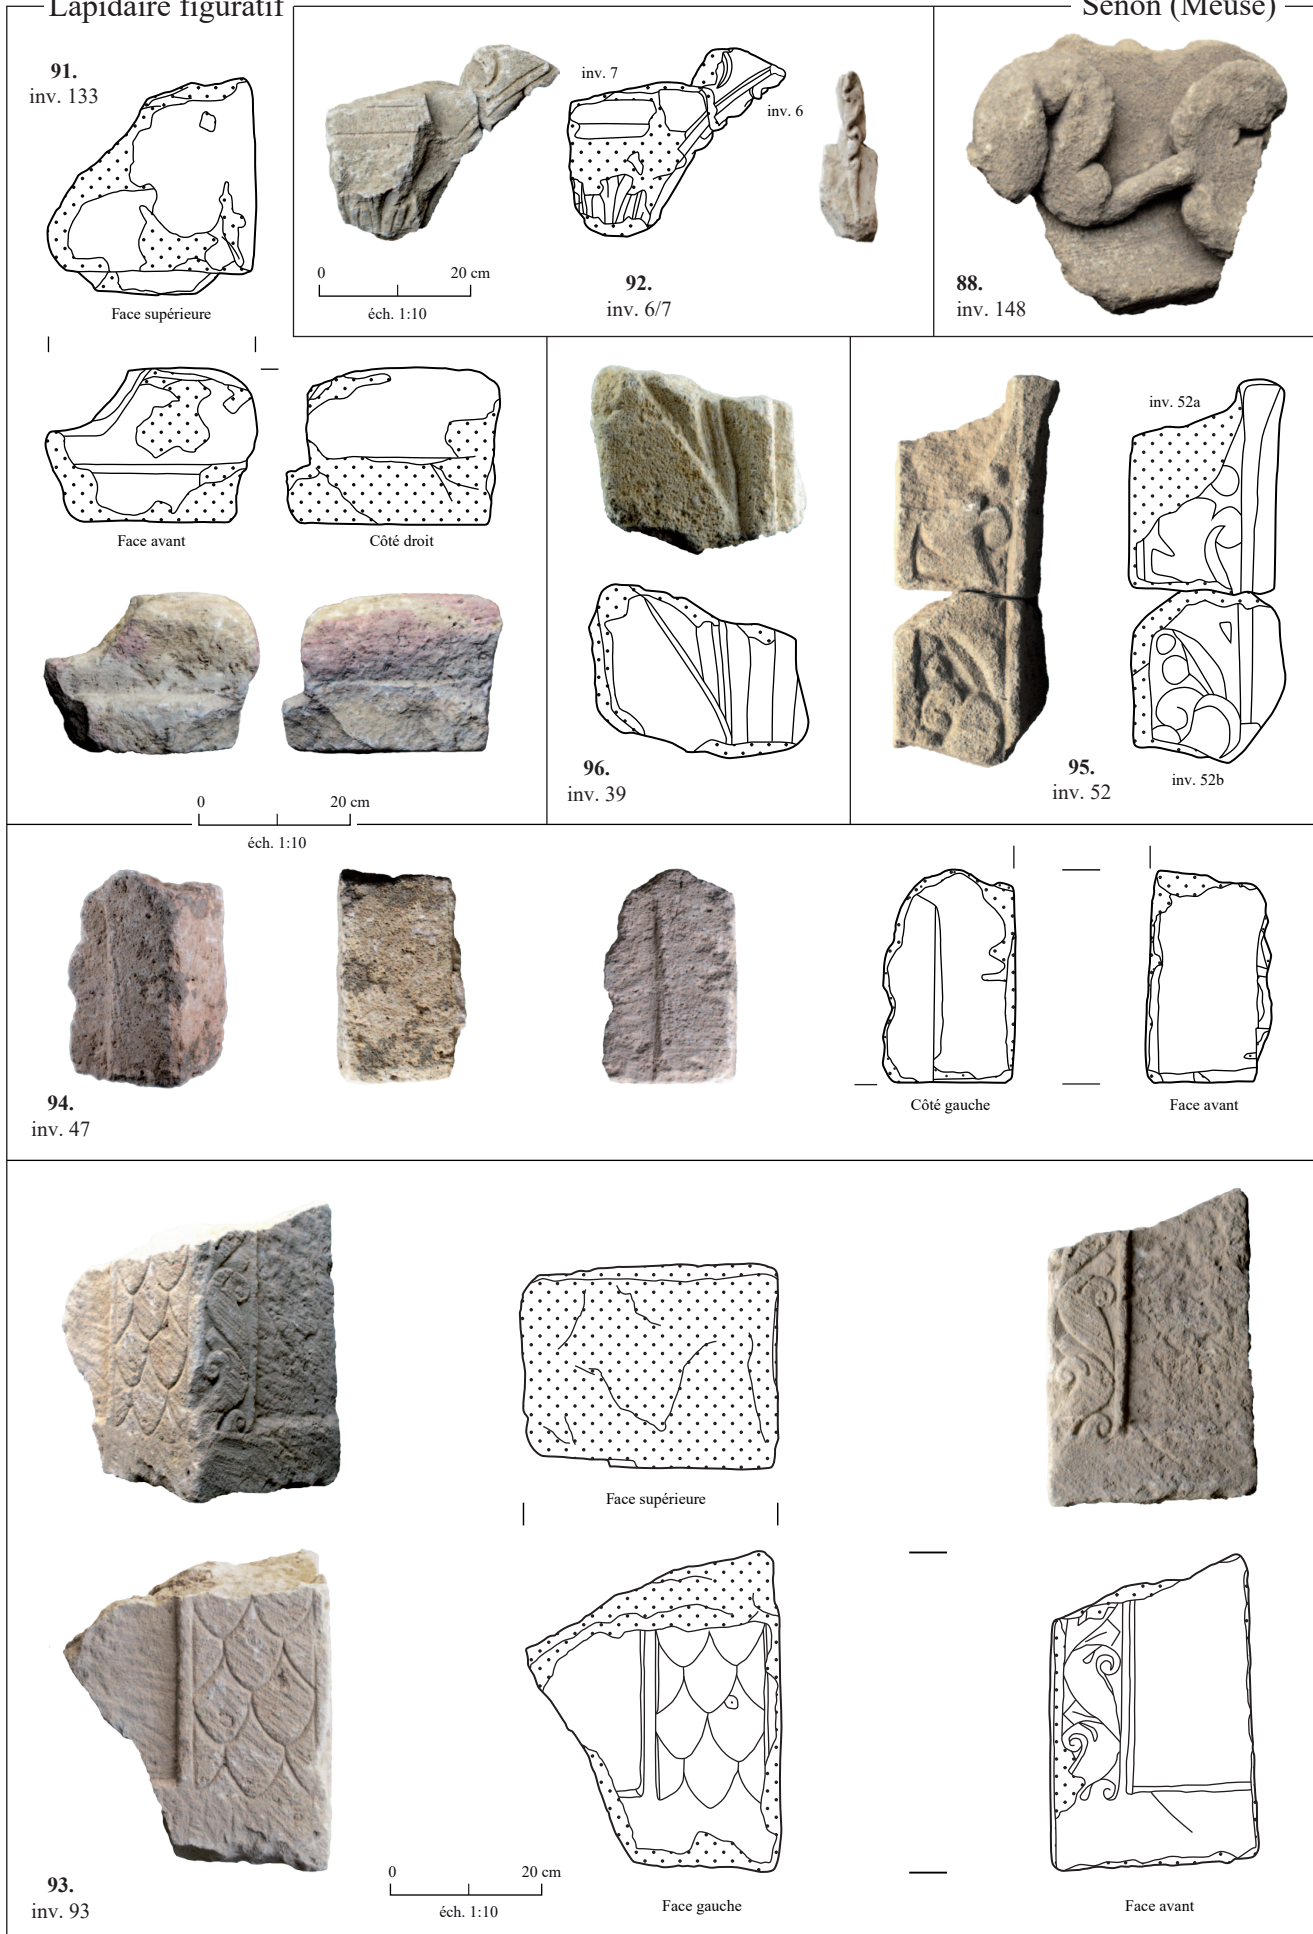 Lapidaire figuratif
Senon (Meuse)
91.
inv. 133
Face supérieure
inv. 7
inv. 6
0 20 cm
éch. 1:10
92.
inv. 6/7
88.
inv. 148
Face avant
Côté droit
0 20 cm
éch. 1:10
96.
inv. 39
inv. 52a
95.
inv. 52
inv. 52b
94.
inv. 47
Côté gauche
Face avant
Face supérieure
93.
inv. 93
0 20 cm
éch. 1:10
Face gauche
Face avant